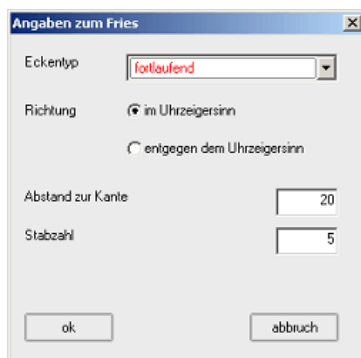 Angaben zum Fries
Eckentyp fortlaufend
Richtung im Uhrzeigersinn
entgegen dem Uhrzeigersinn
Abstand zur Kante 20
Stabzahl 5
ok abbruch